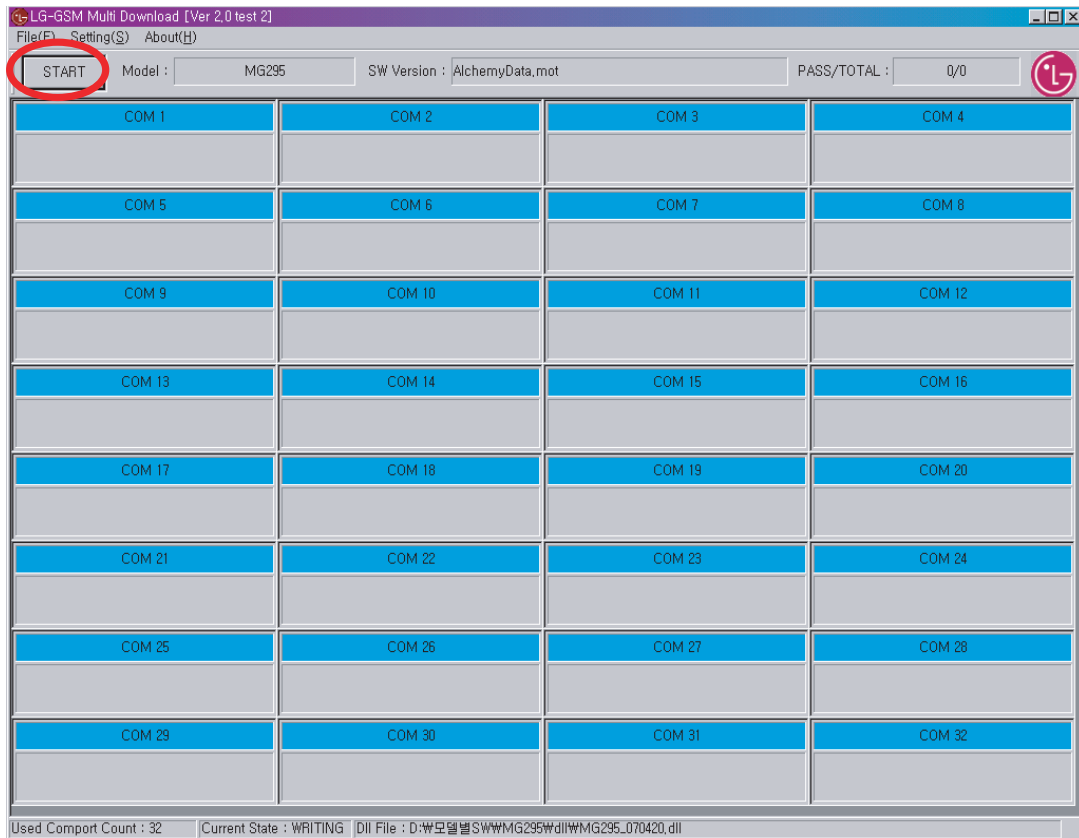 LG-GSM Multi Download [Ver 2,0 test 2]
File(F) Setting(S) About(H)
START Model : MG295 SW Version : AlchemyData,mot PASS/TOTAL : 0/0
COM 1 COM 2 COM 3 COM 4
COM 5 COM 6 COM 7 COM 8
COM 9 COM 10 COM 11 COM 12
COM 13 COM 14 COM 15 COM 16
COM 17 COM 18 COM 19 COM 20
COM 21 COM 22 COM 23 COM 24
COM 25 COM 26 COM 27 COM 28
COM 29 COM 30 COM 31 COM 32
Used Comport Count : 32 Current State : WRITING Dll File : D:₩모델별SW₩MG295₩dll₩MG295_070420,dll